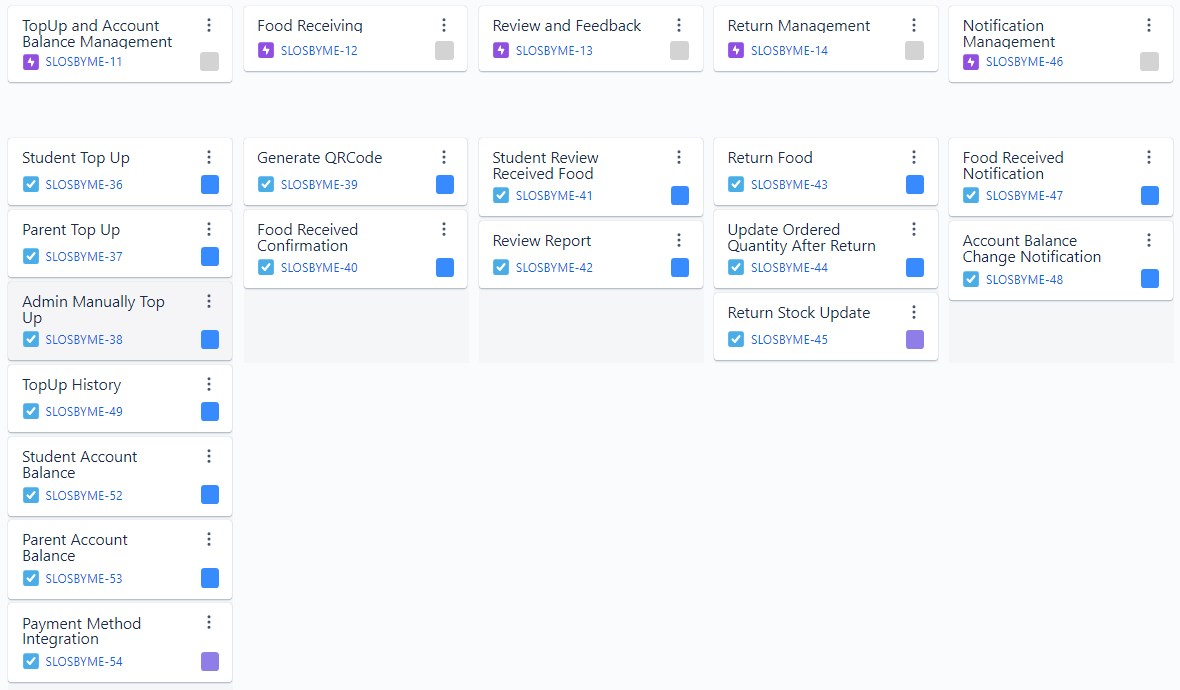 TopUp and Account
Balance Management
SLOSBYME-11
Food Receiving
SLOSBYME-12
Review and Feedback
SLOSBYME-13
Return Management
SLOSBYME-14
Notification
Management
SLOSBYME-46
Student Top Up
SLOSBYME-36
Parent Top Up
SLOSBYME-37
Admin Manually Top
Up
SLOSBYME-38
TopUp History
SLOSBYME-49
Student Account
Balance
SLOSBYME-52
Parent Account
Balance
SLOSBYME-53
Payment Method
Integration
SLOSBYME-54
Generate QRCode
SLOSBYME-39
Food Received
Confirmation
SLOSBYME-40
Student Review
Received Food
SLOSBYME-41
Review Report
SLOSBYME-42
Return Food
SLOSBYME-43
Update Ordered
Quantity After Return
SLOSBYME-44
Return Stock Update
SLOSBYME-45
Food Received
Notification
SLOSBYME-47
Account Balance
Change Notification
SLOSBYME-48